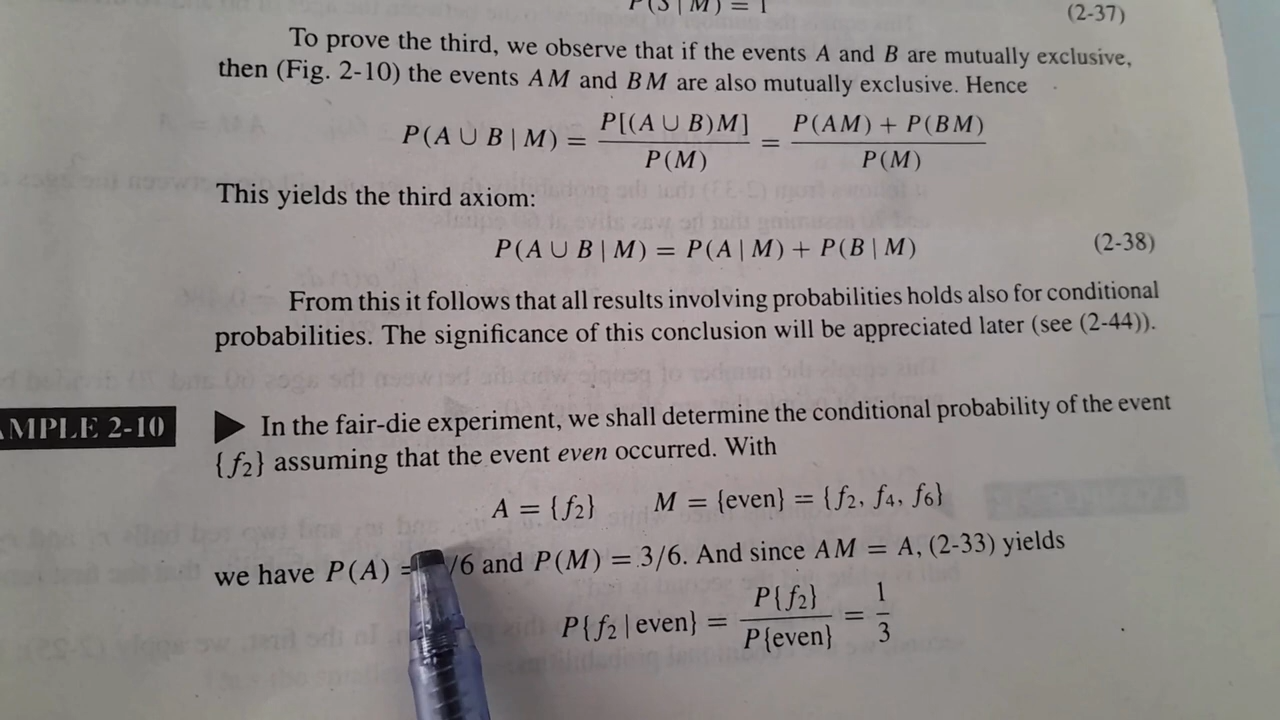 P(S | M) = 1 (2-37)
To prove the third, we observe that if the events A and B are mutually exclusive,
then (Fig. 2-10) the events AM and BM are also mutually exclusive. Hence
P(A ∪ B | M) = P[(A ∪ B)M] / P(M) = P(AM) + P(BM) / P(M)
This yields the third axiom:
P(A ∪ B | M) = P(A | M) + P(B | M) (2-38)
From this it follows that all results involving probabilities holds also for conditional
probabilities. The significance of this conclusion will be appreciated later (see (2-44)).
AMPLE 2-10 ▶ In the fair-die experiment, we shall determine the conditional probability of the event
{f₂} assuming that the event even occurred. With
A = {f₂} M = {even} = {f₂, f₄, f₆}
we have P(A) = /6 and P(M) = 3/6. And since AM = A, (2-33) yields
P{f₂ | even} = P{f₂} / P{even} = 1 / 3